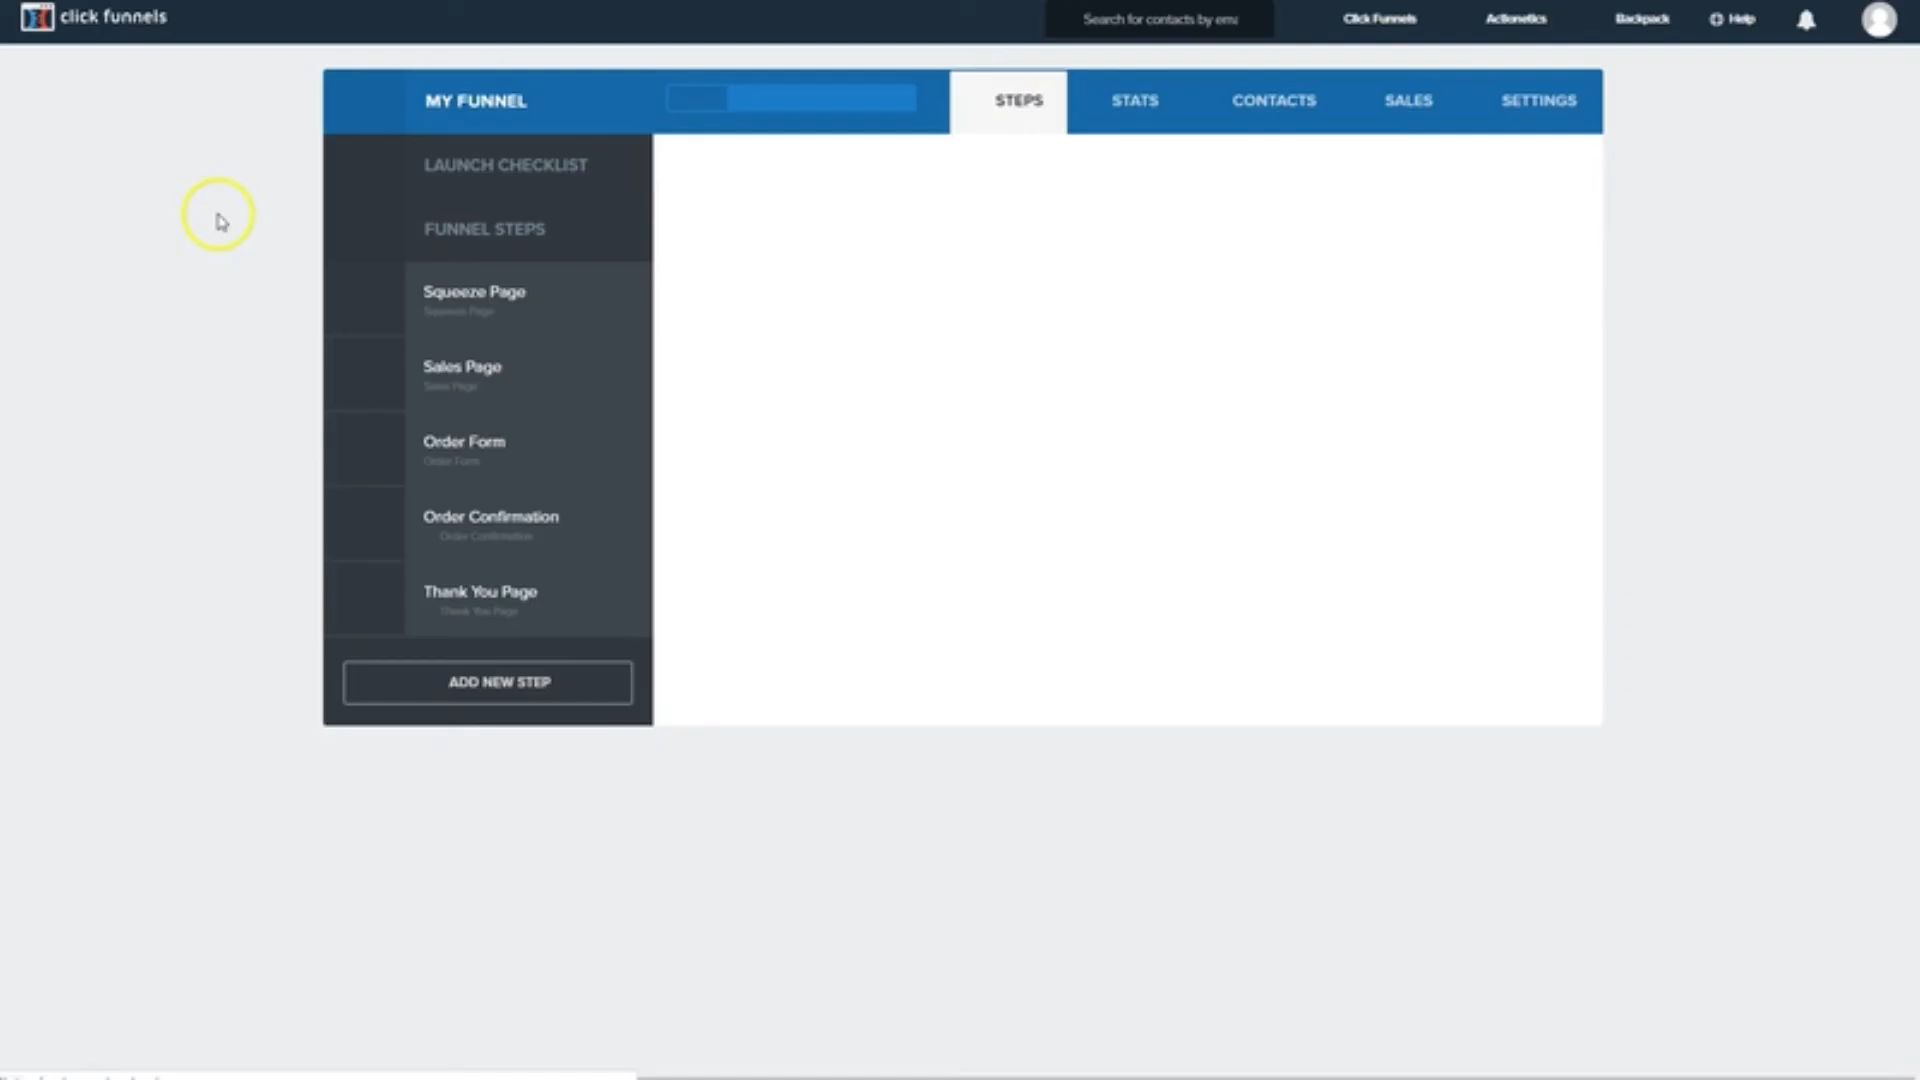 click funnels
Search for contacts by ema
Click Funnels
Actionetics
Backpack
Help
MY FUNNEL
STEPS
STATS
CONTACTS
SALES
SETTINGS
LAUNCH CHECKLIST
FUNNEL STEPS
Squeeze Page
Squeeze Page
Sales Page
Sales Page
Order Form
Order Form
Order Confirmation
Order Confirmation
Thank You Page
Thank You Page
ADD NEW STEP